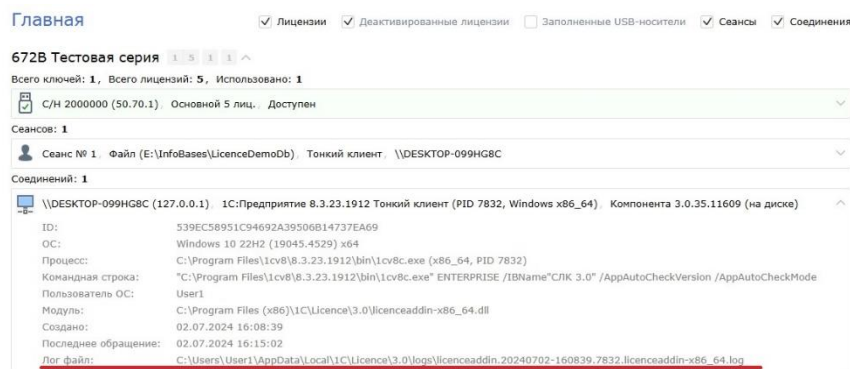 Главная
Лицензии Деактивированные лицензии Заполненные USB-носители Сеансы Соединения
672B Тестовая серия 1 5 1 1
Всего ключей: 1, Всего лицензий: 5, Использовано: 1
С/Н 2000000 (50.70.1), Основной 5 лиц., Доступен
Сеансов: 1
Сеанс № 1, Файл (E:\InfoBases\LicenceDemoDb), Тонкий клиент, \\DESKTOP-099HG8C
Соединений: 1
\\DESKTOP-099HG8C (127.0.0.1), 1С:Предприятие 8.3.23.1912 Тонкий клиент (PID 7832, Windows x86_64), Компонента 3.0.35.11609 (на диске)
ID: 539EC58951C94692A39506B14737EA69
ОС: Windows 10 22H2 (19045.4529) x64
Процесс: C:\Program Files\1cv8\8.3.23.1912\bin\1cv8c.exe (x86_64, PID 7832)
Командная строка: "C:\Program Files\1cv8\8.3.23.1912\bin\1cv8c.exe" ENTERPRISE /IBName"СЛК 3.0" /AppAutoCheckVersion /AppAutoCheckMode
Пользователь ОС: User1
Модуль: C:\Program Files (x86)\1C\Licence\3.0\licenceaddin-x86_64.dll
Создано: 02.07.2024 16:08:39
Последнее обращение: 02.07.2024 16:15:02
Лог файл: C:\Users\User1\AppData\Local\1C\Licence\3.0\logs\licenceaddin.20240702-160839.7832.licenceaddin-x86_64.log